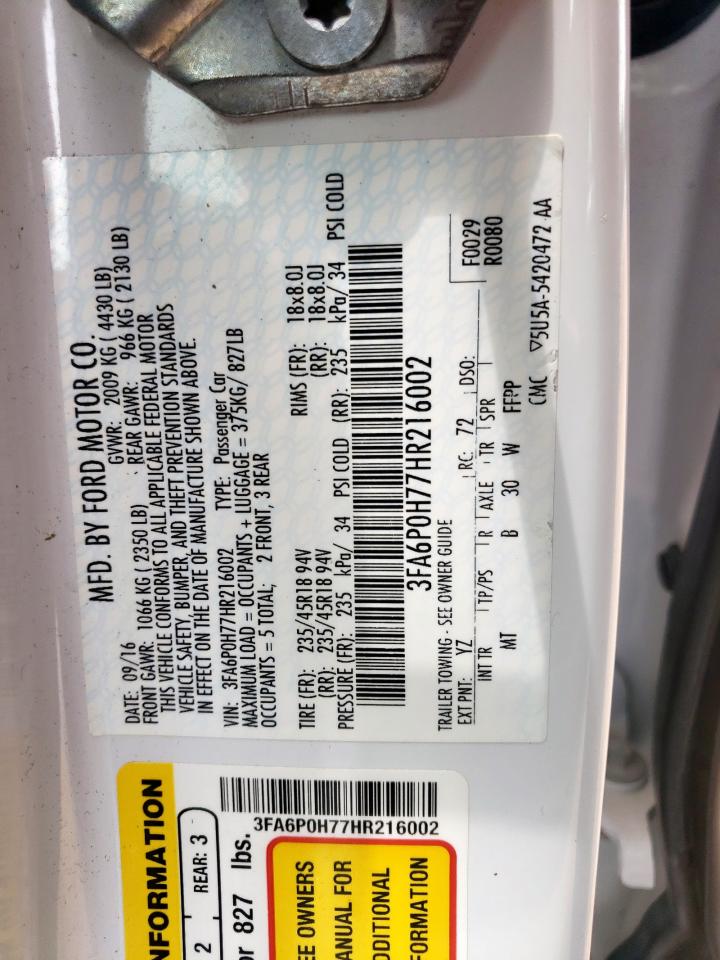 MFD. BY FORD MOTOR CO.
DATE: 09/16 GVWR: 2009 KG ( 4430 LB)
FRONT GAWR: 1066 KG ( 2350 LB) REAR GAWR: 966 KG ( 2130 LB)
THIS VEHICLE CONFORMS TO ALL APPLICABLE FEDERAL MOTOR
VEHICLE SAFETY, BUMPER, AND THEFT PREVENTION STANDARDS
IN EFFECT ON THE DATE OF MANUFACTURE SHOWN ABOVE.
VIN: 3FA6P0H77HR216002 TYPE: Passenger Car
MAXIMUM LOAD = OCCUPANTS + LUGGAGE = 375KG/ 827LB
OCCUPANTS = 5 TOTAL; 2 FRONT, 3 REAR
TIRE (FR): 235/45R18 94V RIMS (FR): 18x8.0J
(RR): 235/45R18 94V (RR): 18x8.0J
PRESSURE (FR): 235 kPa/ 34 PSI COLD (RR): 235 kPa/ 34 PSI COLD
3FA6P0H77HR216002
TRAILER TOWING - SEE OWNER GUIDE F0029
EXT PNT: YZ RC: 72 DSO: R0080
INT TR TP/PS R AXLE TR SPR
MT B 30 W FFPP
CMC ▽5U5A-5420472 AA
NFORMATION
2 REAR: 3
or 827 lbs.
3FA6P0H77HR216002
EE OWNERS
ANUAL FOR
DDITIONAL
FORMATION